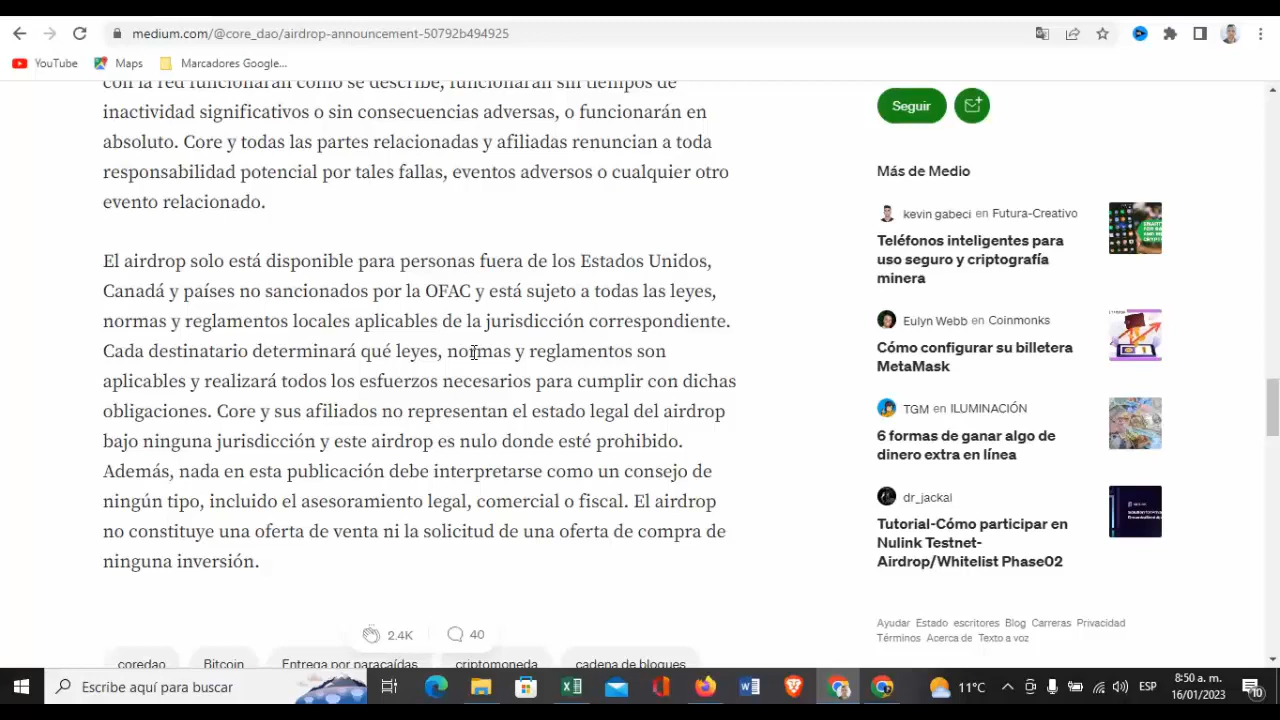 medium.com/@core_dao/airdrop-announcement-50792b494925
YouTube
Maps
Marcadores Google...
con la red funcionarán como se describe, funcionarán sin tiempos de
inactividad significativos o sin consecuencias adversas, o funcionarán en
absoluto. Core y todas las partes relacionadas y afiliadas renuncian a toda
responsabilidad potencial por tales fallas, eventos adversos o cualquier otro
evento relacionado.
El airdrop solo está disponible para personas fuera de los Estados Unidos,
Canadá y países no sancionados por la OFAC y está sujeto a todas las leyes,
normas y reglamentos locales aplicables de la jurisdicción correspondiente.
Cada destinatario determinará qué leyes, normas y reglamentos son
aplicables y realizará todos los esfuerzos necesarios para cumplir con dichas
obligaciones. Core y sus afiliados no representan el estado legal del airdrop
bajo ninguna jurisdicción y este airdrop es nulo donde esté prohibido.
Además, nada en esta publicación debe interpretarse como un consejo de
ningún tipo, incluido el asesoramiento legal, comercial o fiscal. El airdrop
no constituye una oferta de venta ni la solicitud de una oferta de compra de
ninguna inversión.
2.4K
40
coredao
Bitcoin
Entrega por paracaídas
criptomoneda
cadena de bloques
Seguir
Más de Medio
kevin gabeci en Futura-Creativo
Teléfonos inteligentes para
uso seguro y criptografía
minera
Eulyn Webb en Coinmonks
Cómo configurar su billetera
MetaMask
TGM en ILUMINACIÓN
6 formas de ganar algo de
dinero extra en línea
dr_jackal
Tutorial-Cómo participar en
Nulink Testnet-
Airdrop/Whitelist Phase02
Ayudar Estado escritores Blog Carreras Privacidad
Términos Acerca de Texto a voz
Escribe aquí para buscar
11°C
ESP
8:50 a. m.
16/01/2023
10